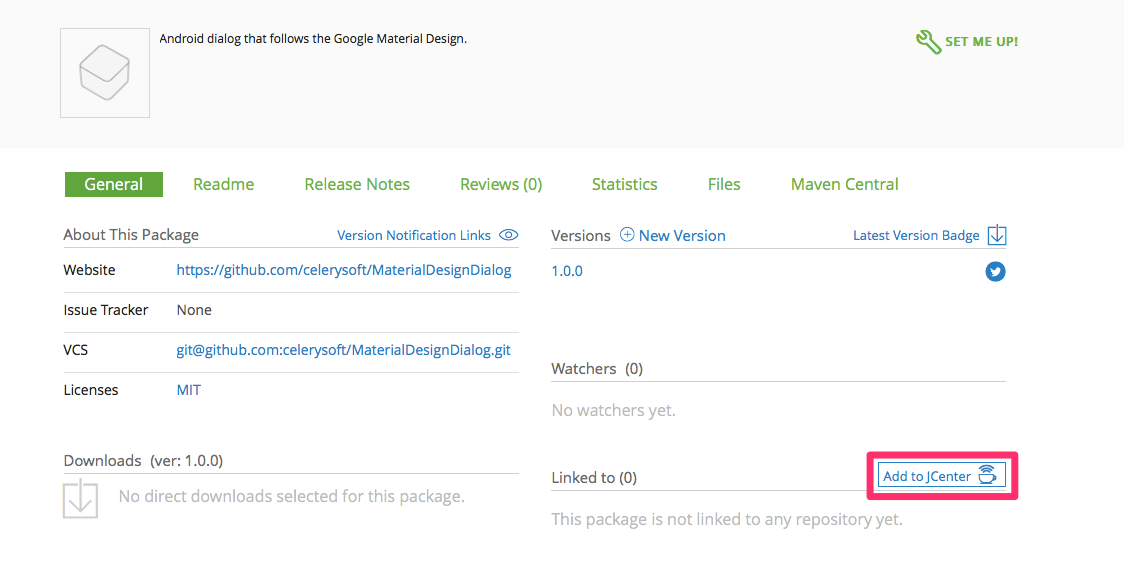 Android dialog that follows the Google Material Design.
SET ME UP!
General Readme Release Notes Reviews (0) Statistics Files Maven Central
About This Package Version Notification Links
Website https://github.com/celerysoft/MaterialDesignDialog
Issue Tracker None
VCS git@github.com:celerysoft/MaterialDesignDialog.git
Licenses MIT
Downloads (ver: 1.0.0)
No direct downloads selected for this package.
Versions New Version Latest Version Badge
1.0.0
Watchers (0)
No watchers yet.
Linked to (0) Add to JCenter
This package is not linked to any repository yet.